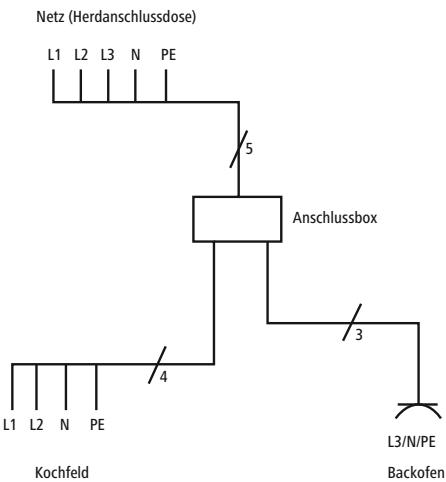 Netz (Herdanschlussdose)
L1 L2 L3 N PE
5
Anschlussbox
3
4
L1 L2 N PE
L3/N/PE
Kochfeld
Backofen